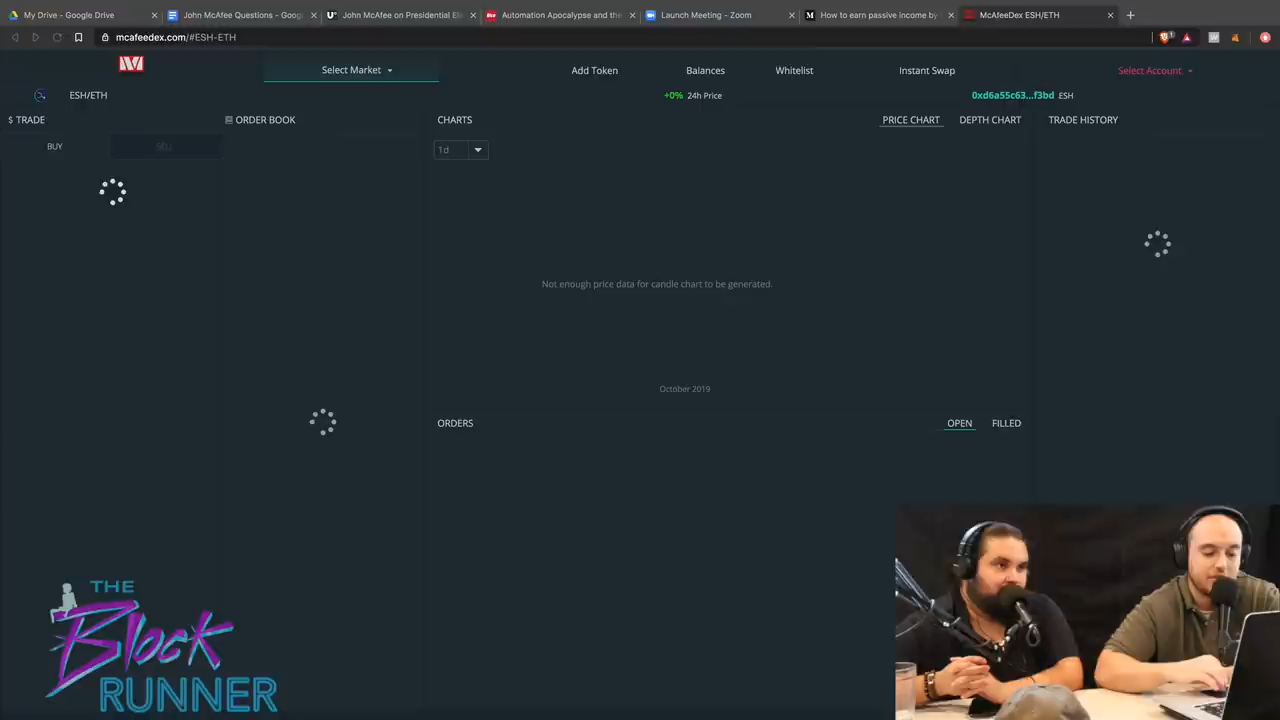 My Drive - Google Drive
John McAfee Questions - Goog
John McAfee on Presidential El
Automation Apocalypse and the
Launch Meeting - Zoom
How to earn passive income by
McAfeeDex ESH/ETH
mcafeedex.com/#ESH-ETH
Select Market
Add Token
Balances
Whitelist
Instant Swap
Select Account
ESH/ETH
+0% 24h Price
0xd6a55c63...f3bd ESH
$ TRADE
ORDER BOOK
CHARTS
PRICE CHART
DEPTH CHART
TRADE HISTORY
BUY
SELL
1d
Not enough price data for candle chart to be generated.
October 2019
ORDERS
OPEN
FILLED
THE
Block
RUNNER